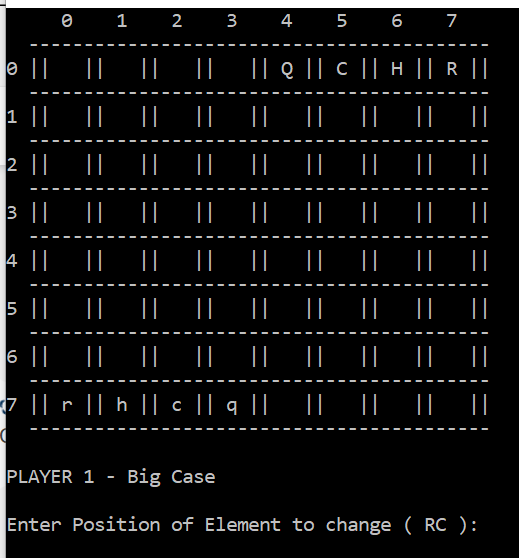 0    1    2    3    4    5    6    7
  ------------------------------------------
0 ||   ||   ||   ||   || Q || C || H || R ||
  ------------------------------------------
1 ||   ||   ||   ||   ||   ||   ||   ||   ||
  ------------------------------------------
2 ||   ||   ||   ||   ||   ||   ||   ||   ||
  ------------------------------------------
3 ||   ||   ||   ||   ||   ||   ||   ||   ||
  ------------------------------------------
4 ||   ||   ||   ||   ||   ||   ||   ||   ||
  ------------------------------------------
5 ||   ||   ||   ||   ||   ||   ||   ||   ||
  ------------------------------------------
6 ||   ||   ||   ||   ||   ||   ||   ||   ||
  ------------------------------------------
7 || r || h || c || q ||   ||   ||   ||   ||
  ------------------------------------------
PLAYER 1 - Big Case
Enter Position of Element to change ( RC ):